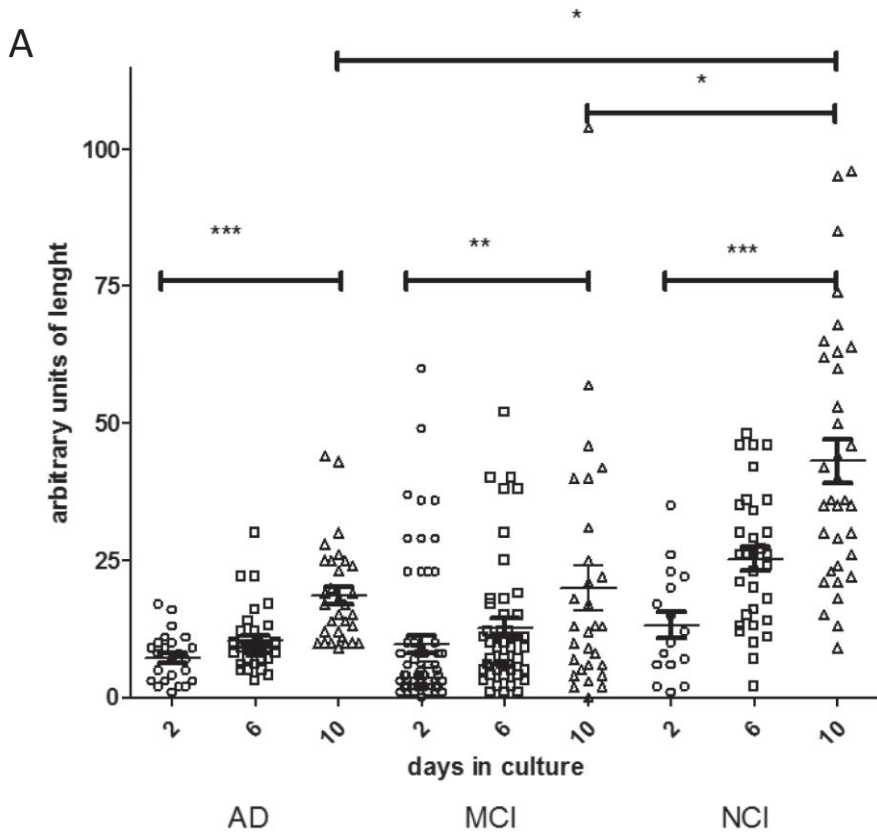 A
*
*
100
***
**
***
75
50
25
0
arbitrary units of lenght
2 6 10 2 6 10 2 6 10
days in culture
AD MCI NCI